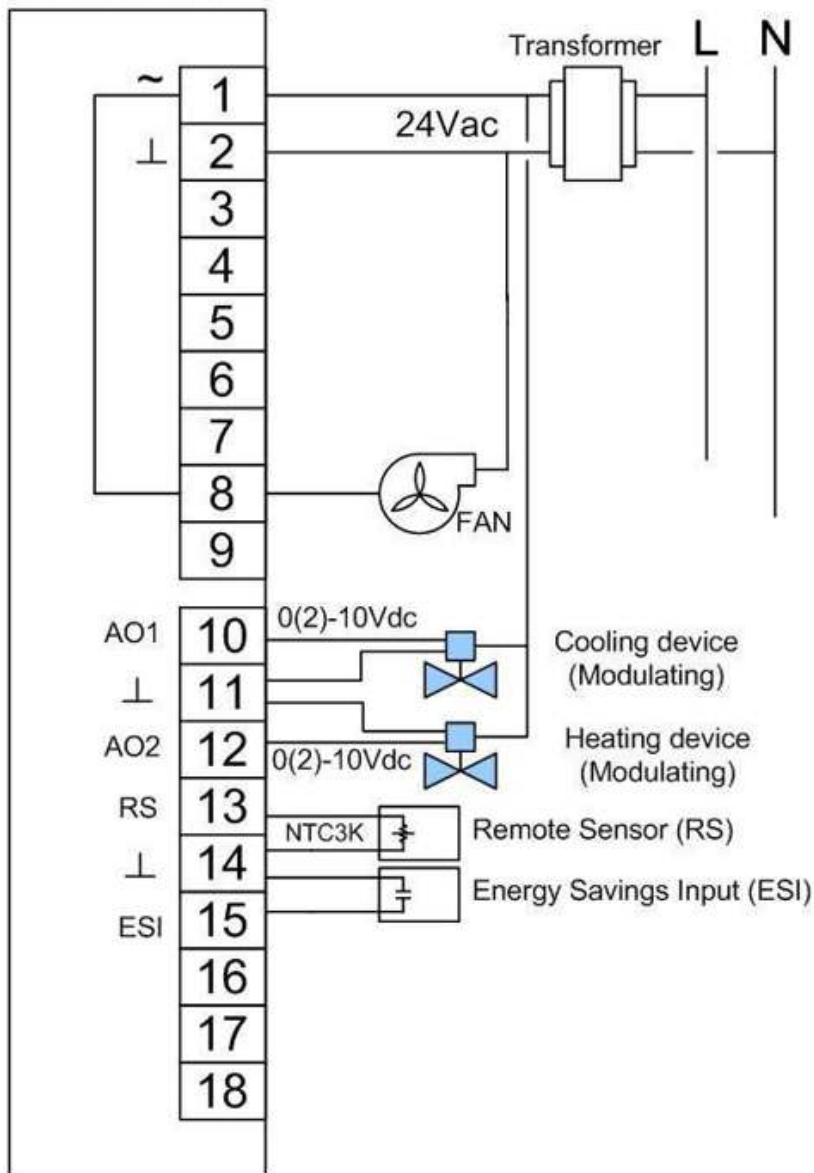 Transformer L N
~ 1
24Vac
⊥ 2
3
4
5
6
7
8
FAN
9
AO1 10 0(2)-10Vdc
Cooling device
(Modulating)
⊥ 11
AO2 12 0(2)-10Vdc
Heating device
(Modulating)
RS 13
NTC3K Remote Sensor (RS)
⊥ 14
Energy Savings Input (ESI)
ESI 15
16
17
18